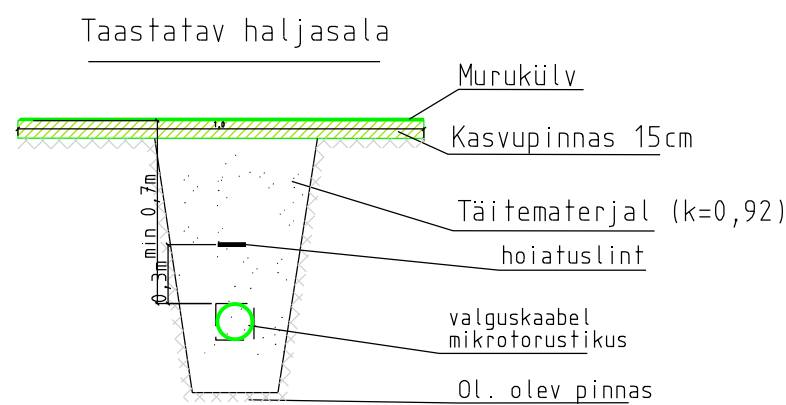 Taastatav haljasala
Murukülv
1.0
Kasvupinnas 15cm
min 0,7m
Täitematerjal (k=0,92)
hoiatuslint
0,3m
valguskaabel
mikrotorustikus
Ol. olev pinnas